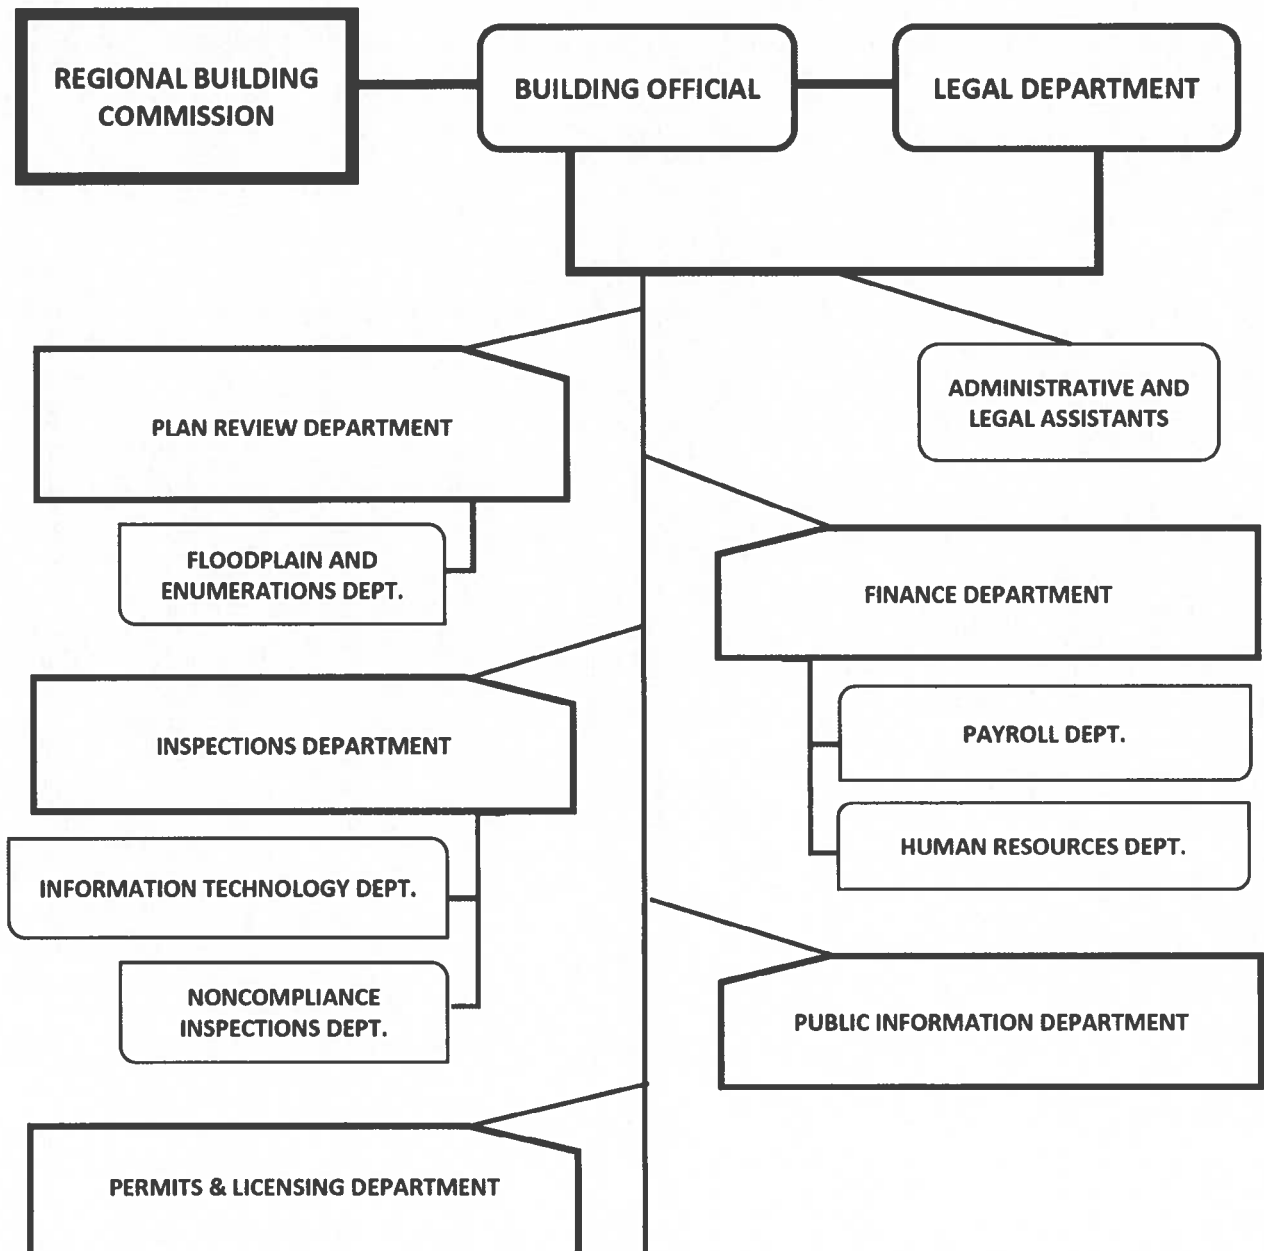 REGIONAL BUILDING
COMMISSION
BUILDING OFFICIAL
LEGAL DEPARTMENT
ADMINISTRATIVE AND
LEGAL ASSISTANTS
PLAN REVIEW DEPARTMENT
FLOODPLAIN AND
ENUMERATIONS DEPT.
FINANCE DEPARTMENT
PAYROLL DEPT.
HUMAN RESOURCES DEPT.
INSPECTIONS DEPARTMENT
INFORMATION TECHNOLOGY DEPT.
NONCOMPLIANCE
INSPECTIONS DEPT.
PUBLIC INFORMATION DEPARTMENT
PERMITS & LICENSING DEPARTMENT